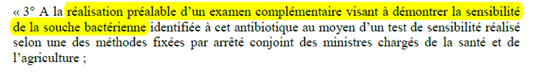 « 3° A la réalisation préalable d’un examen complémentaire visant à démontrer la sensibilité
de la souche bactérienne identifiée à cet antibiotique au moyen d’un test de sensibilité réalisé
selon une des méthodes fixées par arrêté conjoint des ministres chargés de la santé et de
l’agriculture ;